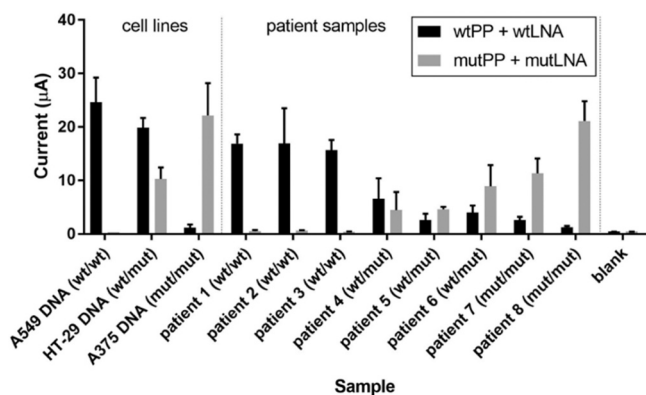 cell lines
patient samples
wtPP + wtLNA
mutPP + mutLNA
Current (μA)
40
30
20
10
0
A549 DNA (wt/wt)
HT-29 DNA (wt/mut)
A375 DNA (mut/mut)
patient 1 (wt/wt)
patient 2 (wt/wt)
patient 3 (wt/wt)
patient 4 (wt/mut)
patient 5 (wt/mut)
patient 6 (wt/mut)
patient 7 (mut/mut)
patient 8 (mut/mut)
blank
Sample